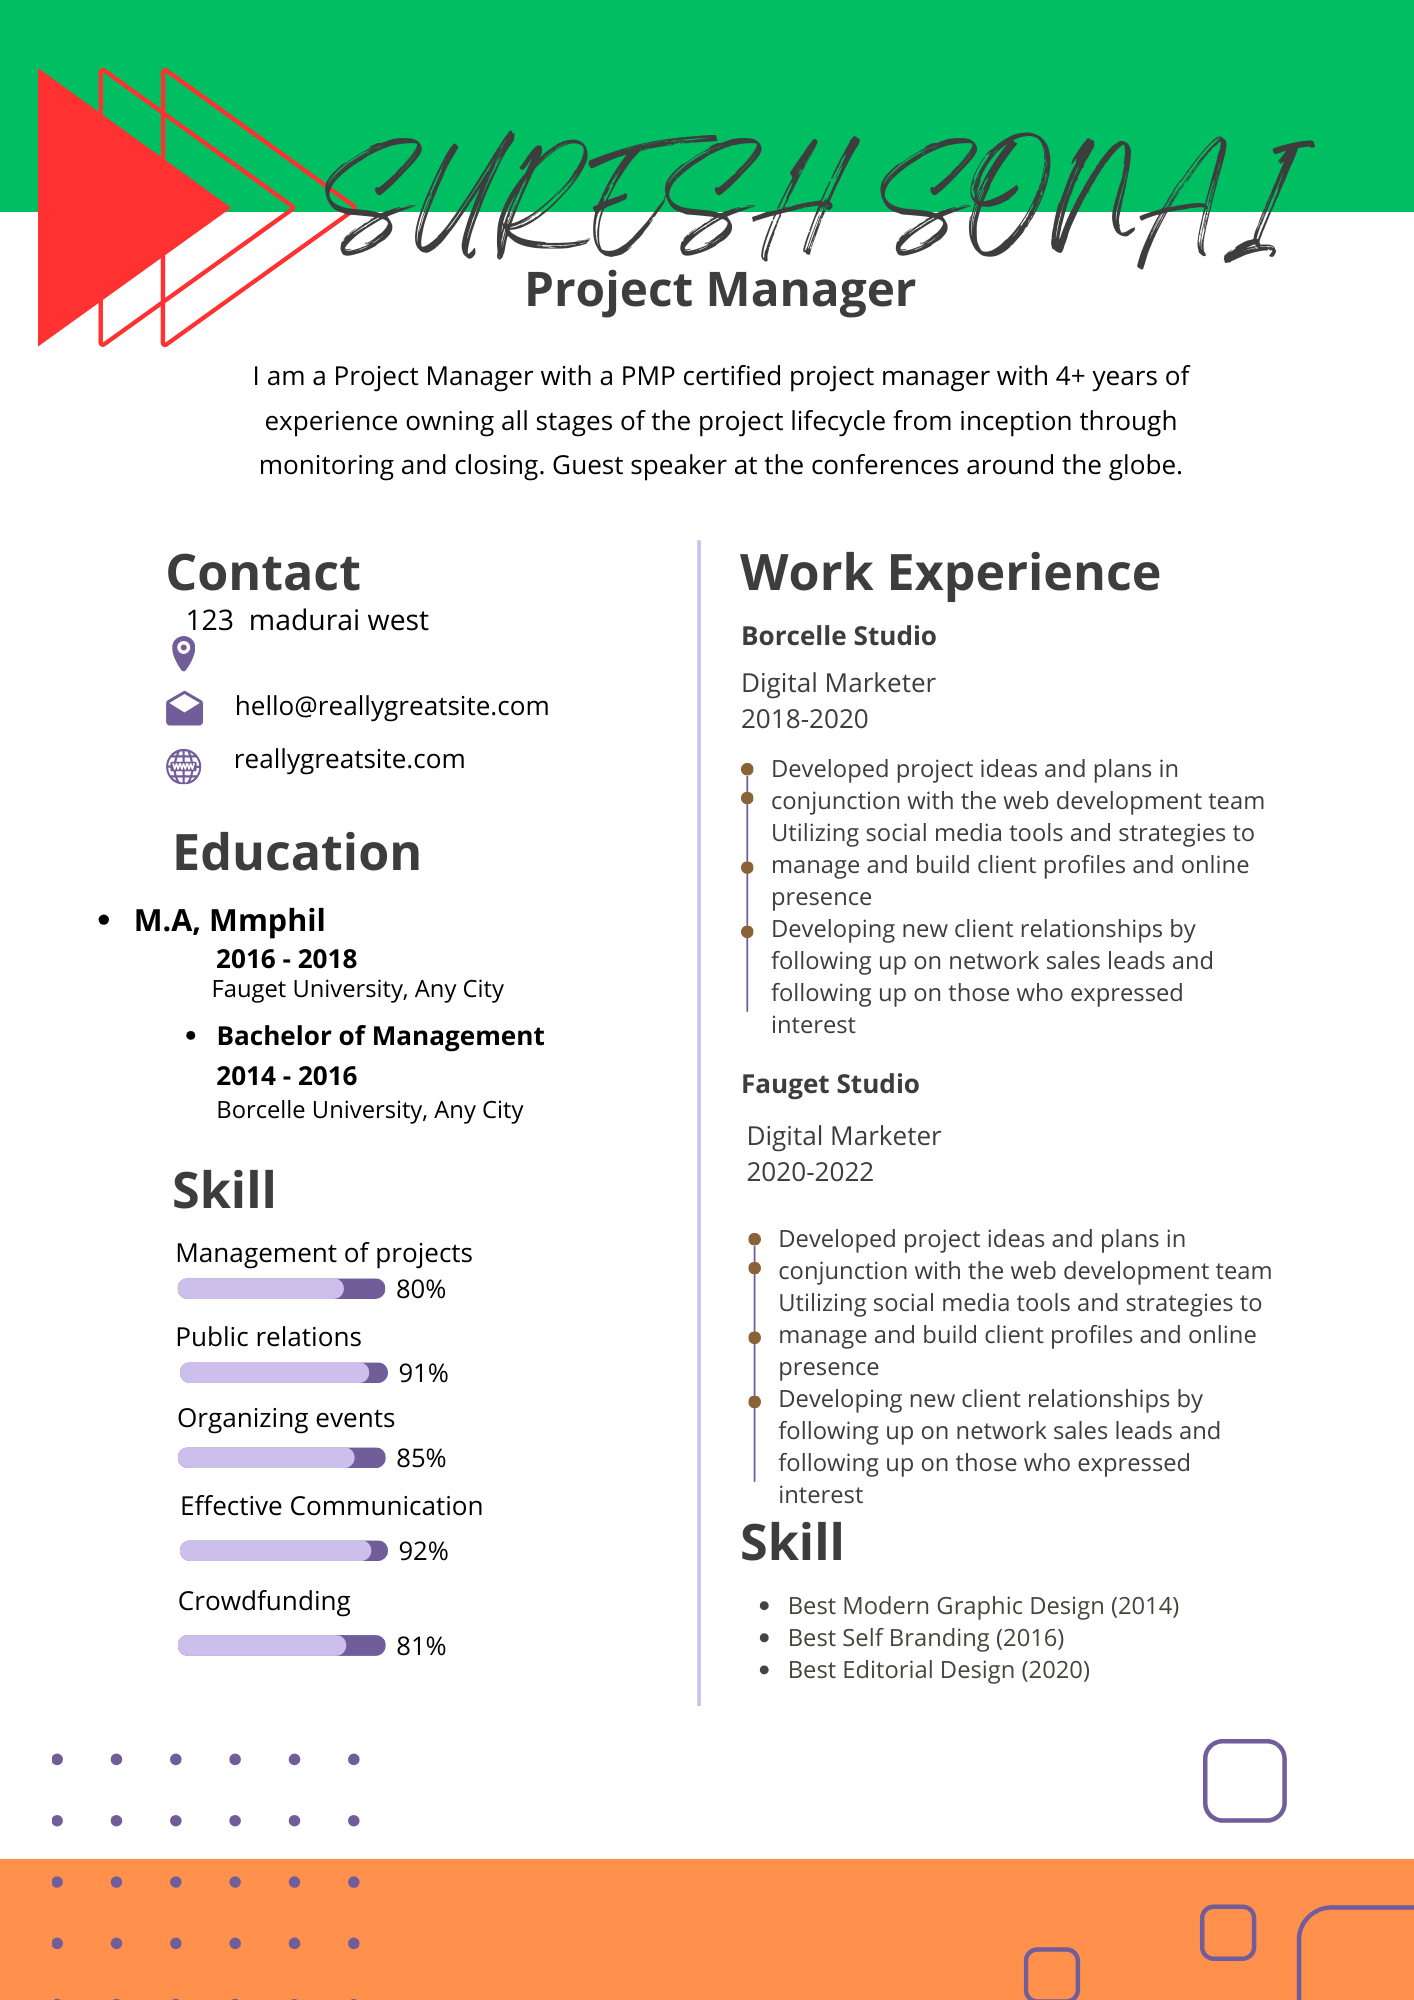 SURESH SONAI
Project Manager
I am a Project Manager with a PMP certified project manager with 4+ years of
experience owning all stages of the project lifecycle from inception through
monitoring and closing. Guest speaker at the conferences around the globe.
Contact
123 madurai west
hello@reallygreatsite.com
www
reallygreatsite.com
Education
• M.A, Mmphil
2016 - 2018
Fauget University, Any City
• Bachelor of Management
2014 - 2016
Borcelle University, Any City
Skill
Management of projects
80%
Public relations
91%
Organizing events
85%
Effective Communication
92%
Crowdfunding
81%
Work Experience
Borcelle Studio
Digital Marketer
2018-2020
Developed project ideas and plans in
conjunction with the web development team
Utilizing social media tools and strategies to
manage and build client profiles and online
presence
Developing new client relationships by
following up on network sales leads and
following up on those who expressed
interest
Fauget Studio
Digital Marketer
2020-2022
Developed project ideas and plans in
conjunction with the web development team
Utilizing social media tools and strategies to
manage and build client profiles and online
presence
Developing new client relationships by
following up on network sales leads and
following up on those who expressed
interest
Skill
• Best Modern Graphic Design (2014)
• Best Self Branding (2016)
• Best Editorial Design (2020)